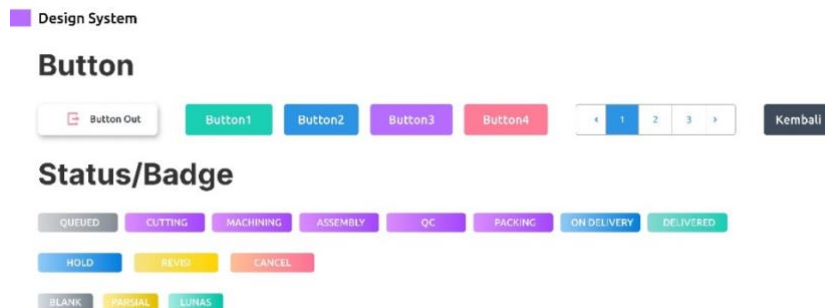 Design System
Button
Button Out Button1 Button2 Button3 Button4 ‹ 1 2 3 › Kembali
Status/Badge
QUEUED CUTTING MACHINING ASSEMBLY QC PACKING ON DELIVERY DELIVERED
HOLD REVISI CANCEL
BLANK PARSIAL LUNAS